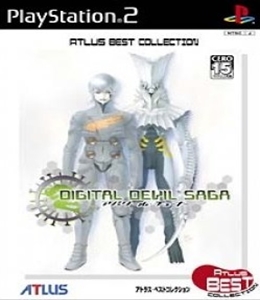 PlayStation 2
NTSC J
ATLUS BEST COLLECTION
CERO 15
DIGITAL DEVIL SAGA
アバタール・チューナー
ATLUS
アトラス・ベストコレクション
ATLUS
BEST
COLLECTION